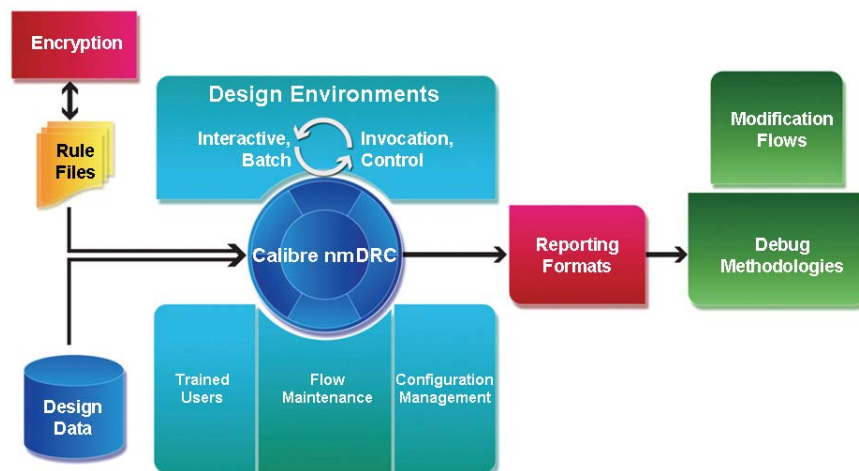 Encryption
Rule
Files
Design Environments
Interactive,
Batch
Invocation,
Control
Modification
Flows
Calibre nmDRC
Reporting
Formats
Debug
Methodologies
Design
Data
Trained
Users
Flow
Maintenance
Configuration
Management